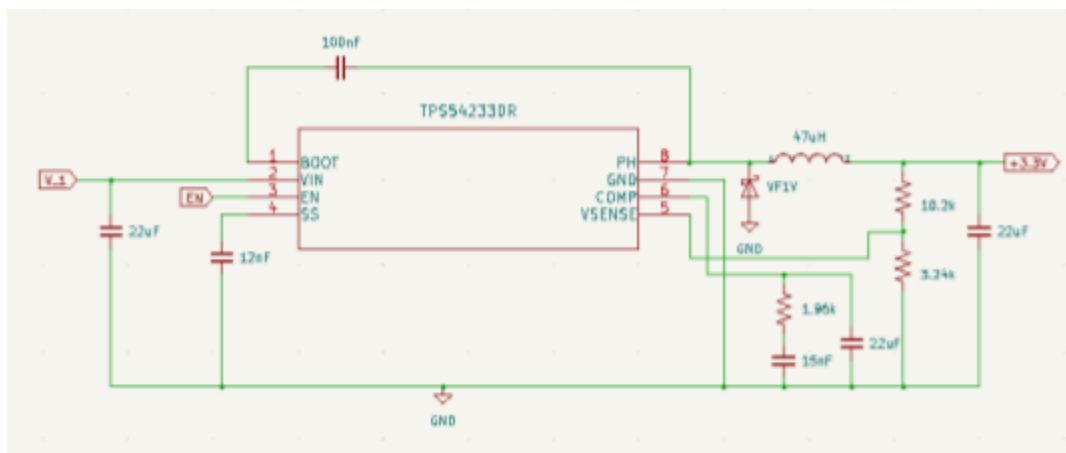 100nF
TPS54233DR
47uH
1 BOOT
PH 8
+3.3V
V_1
2 VIN
GND 7
VF1V
10.2k
EN
3 EN
COMP 6
4 SS
VSENSE 5
22uF
22uF
GND
12nF
3.24k
1.96k
22uF
15nF
GND